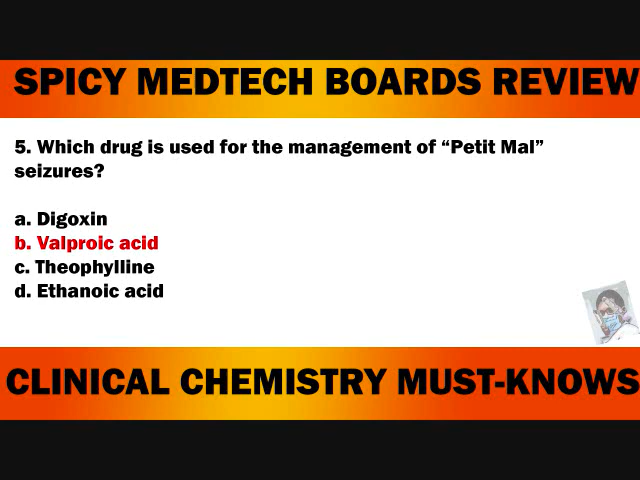 SPICY MEDTECH BOARDS REVIEW
5. Which drug is used for the management of “Petit Mal”
seizures?
a. Digoxin
b. Valproic acid
c. Theophylline
d. Ethanoic acid
CLINICAL CHEMISTRY MUST-KNOWS